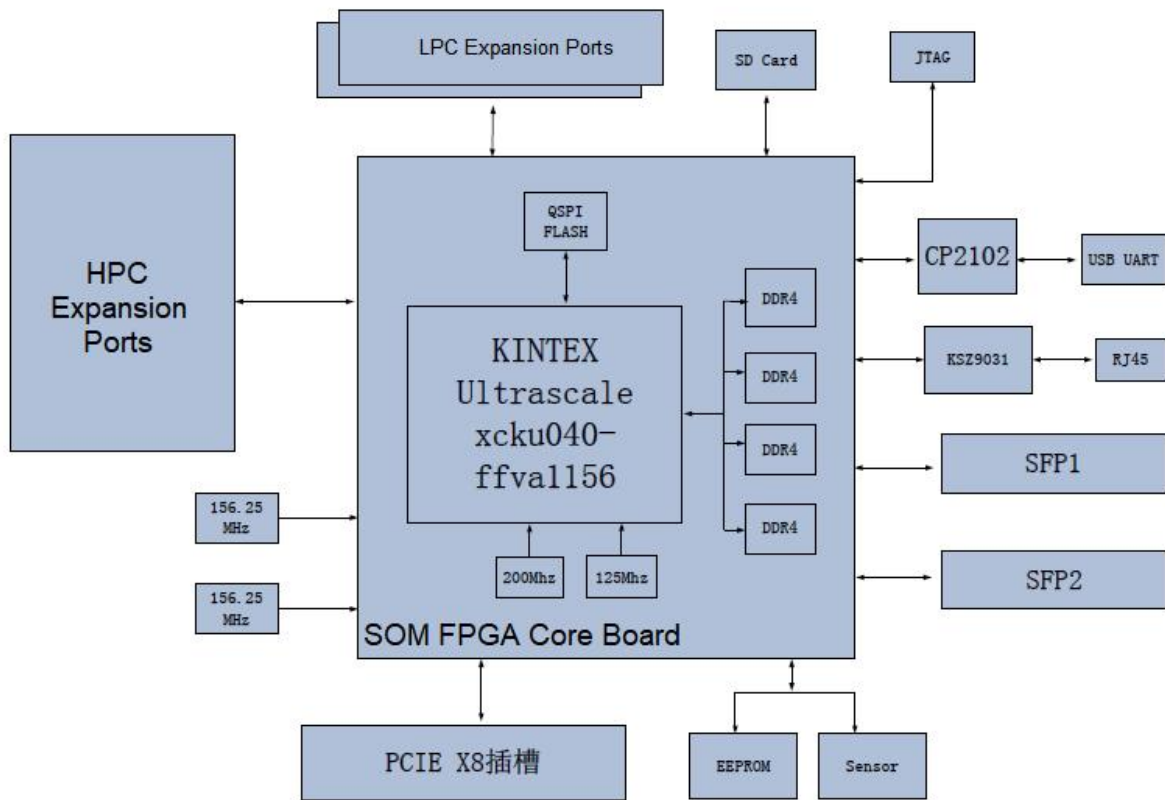 LPC Expansion Ports
SD Card
JTAG
HPC
Expansion
Ports
QSPI
FLASH
CP2102
USB UART
DDR4
KINTEX
Ultrascale
xcku040-
ffva1156
DDR4
KSZ9031
RJ45
DDR4
SFP1
DDR4
156.25
MHz
200Mhz
125Mhz
SFP2
156.25
MHz
SOM FPGA Core Board
PCIE X8插槽
EEPROM
Sensor